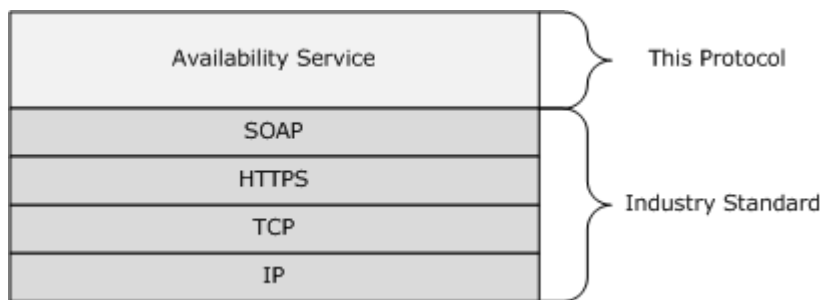 Availability Service
This Protocol
SOAP
HTTPS
TCP
IP
Industry Standard